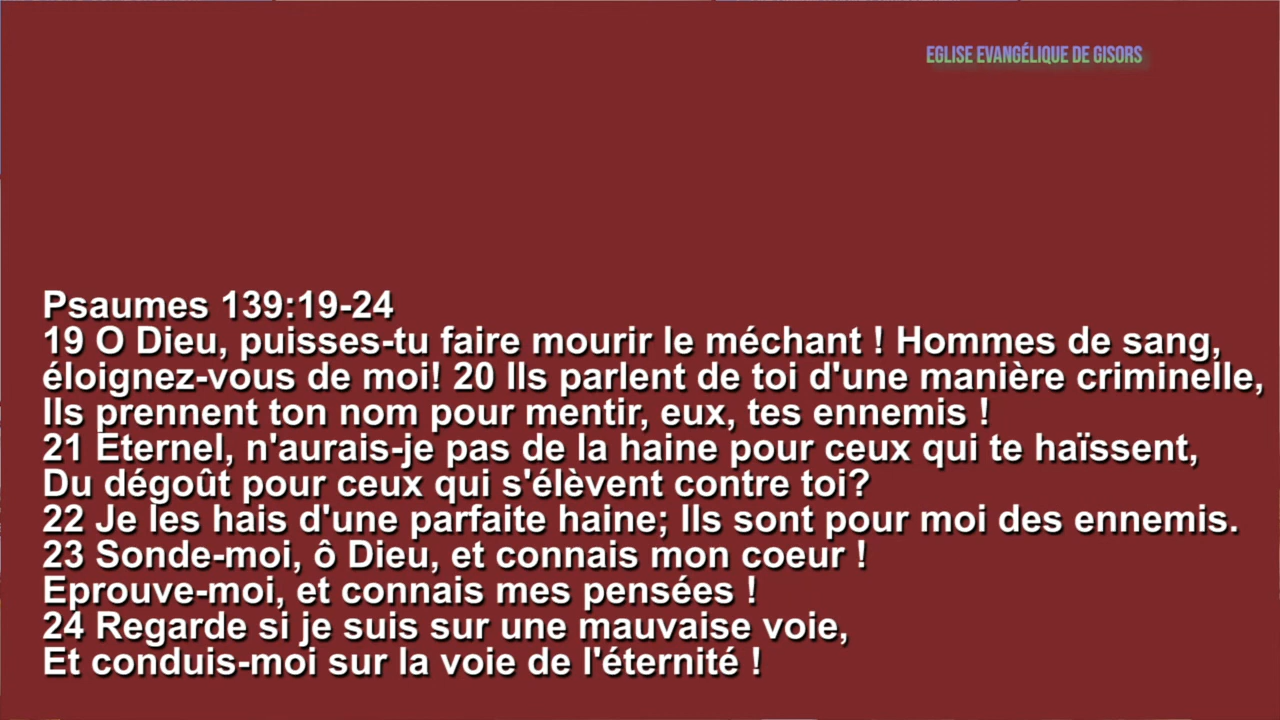 EGLISE EVANGÉLIQUE DE GISORS
Psaumes 139:19-24
19 O Dieu, puisses-tu faire mourir le méchant ! Hommes de sang,
éloignez-vous de moi! 20 Ils parlent de toi d'une manière criminelle,
Ils prennent ton nom pour mentir, eux, tes ennemis !
21 Eternel, n'aurais-je pas de la haine pour ceux qui te haïssent,
Du dégoût pour ceux qui s'élèvent contre toi?
22 Je les hais d'une parfaite haine; Ils sont pour moi des ennemis.
23 Sonde-moi, ô Dieu, et connais mon coeur !
Eprouve-moi, et connais mes pensées !
24 Regarde si je suis sur une mauvaise voie,
Et conduis-moi sur la voie de l'éternité !